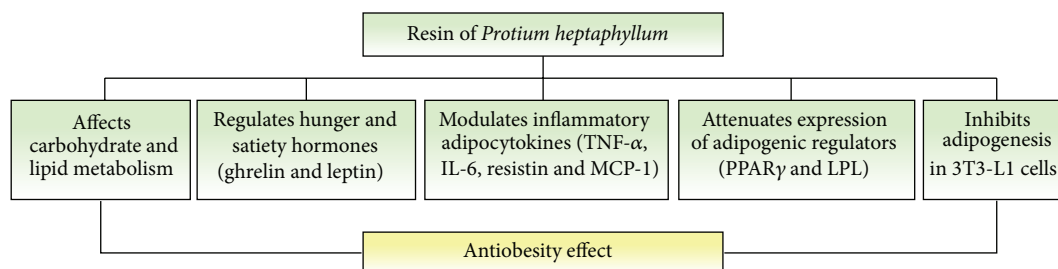 Resin of Protium heptaphyllum
Affects
carbohydrate and
lipid metabolism
Regulates hunger and
satiety hormones
(ghrelin and leptin)
Modulates inflammatory
adipocytokines (TNF-α,
IL-6, resistin and MCP-1)
Attenuates expression
of adipogenic regulators
(PPARγ and LPL)
Inhibits
adipogenesis
in 3T3-L1 cells
Antiobesity effect